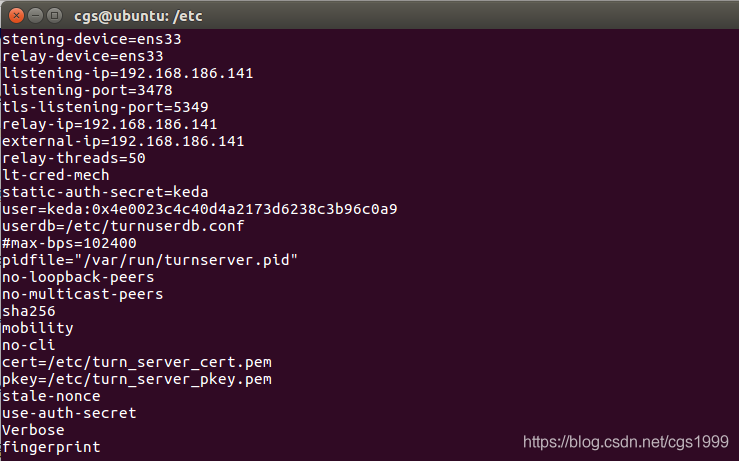 cgs@ubuntu: /etc
stening-device=ens33
relay-device=ens33
listening-ip=192.168.186.141
listening-port=3478
tls-listening-port=5349
relay-ip=192.168.186.141
external-ip=192.168.186.141
relay-threads=50
lt-cred-mech
static-auth-secret=keda
user=keda:0x4e0023c4c40d4a2173d6238c3b96c0a9
userdb=/etc/turnuserdb.conf
#max-bps=102400
pidfile="/var/run/turnserver.pid"
no-loopback-peers
no-multicast-peers
sha256
mobility
no-cli
cert=/etc/turn_server_cert.pem
pkey=/etc/turn_server_pkey.pem
stale-nonce
use-auth-secret
Verbose
fingerprint
https://blog.csdn.net/cgs1999